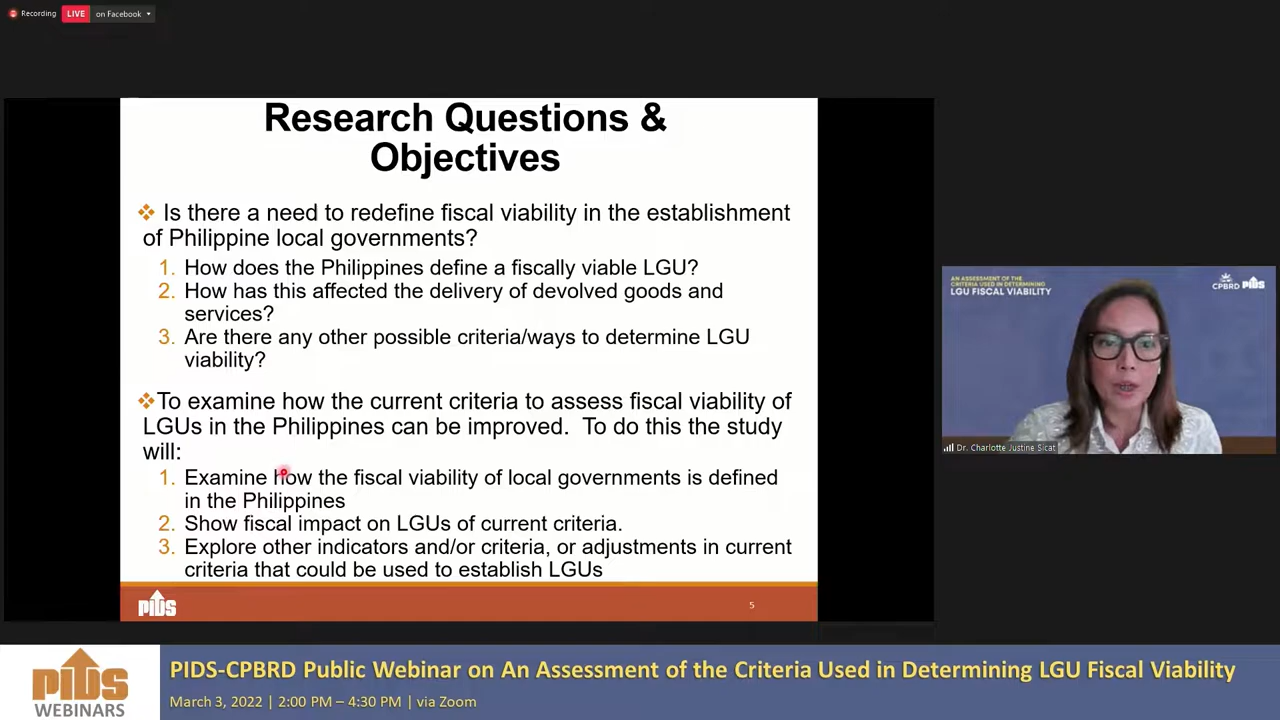 Recording
LIVE
on Facebook
Research Questions &
Objectives
Is there a need to redefine fiscal viability in the establishment
of Philippine local governments?
1. How does the Philippines define a fiscally viable LGU?
2. How has this affected the delivery of devolved goods and
services?
3. Are there any other possible criteria/ways to determine LGU
viability?
To examine how the current criteria to assess fiscal viability of
LGUs in the Philippines can be improved. To do this the study
will:
1. Examine how the fiscal viability of local governments is defined
in the Philippines
2. Show fiscal impact on LGUs of current criteria.
3. Explore other indicators and/or criteria, or adjustments in current
criteria that could be used to establish LGUs
PIDS
5
AN ASSESSMENT OF THE
CRITERIA USED IN DETERMINING
LGU FISCAL VIABILITY
CPBRD PIDS
Dr. Charlotte Justine Sicat
PIDS
WEBINARS
PIDS-CPBRD Public Webinar on An Assessment of the Criteria Used in Determining LGU Fiscal Viability
March 3, 2022 | 2:00 PM – 4:30 PM | via Zoom